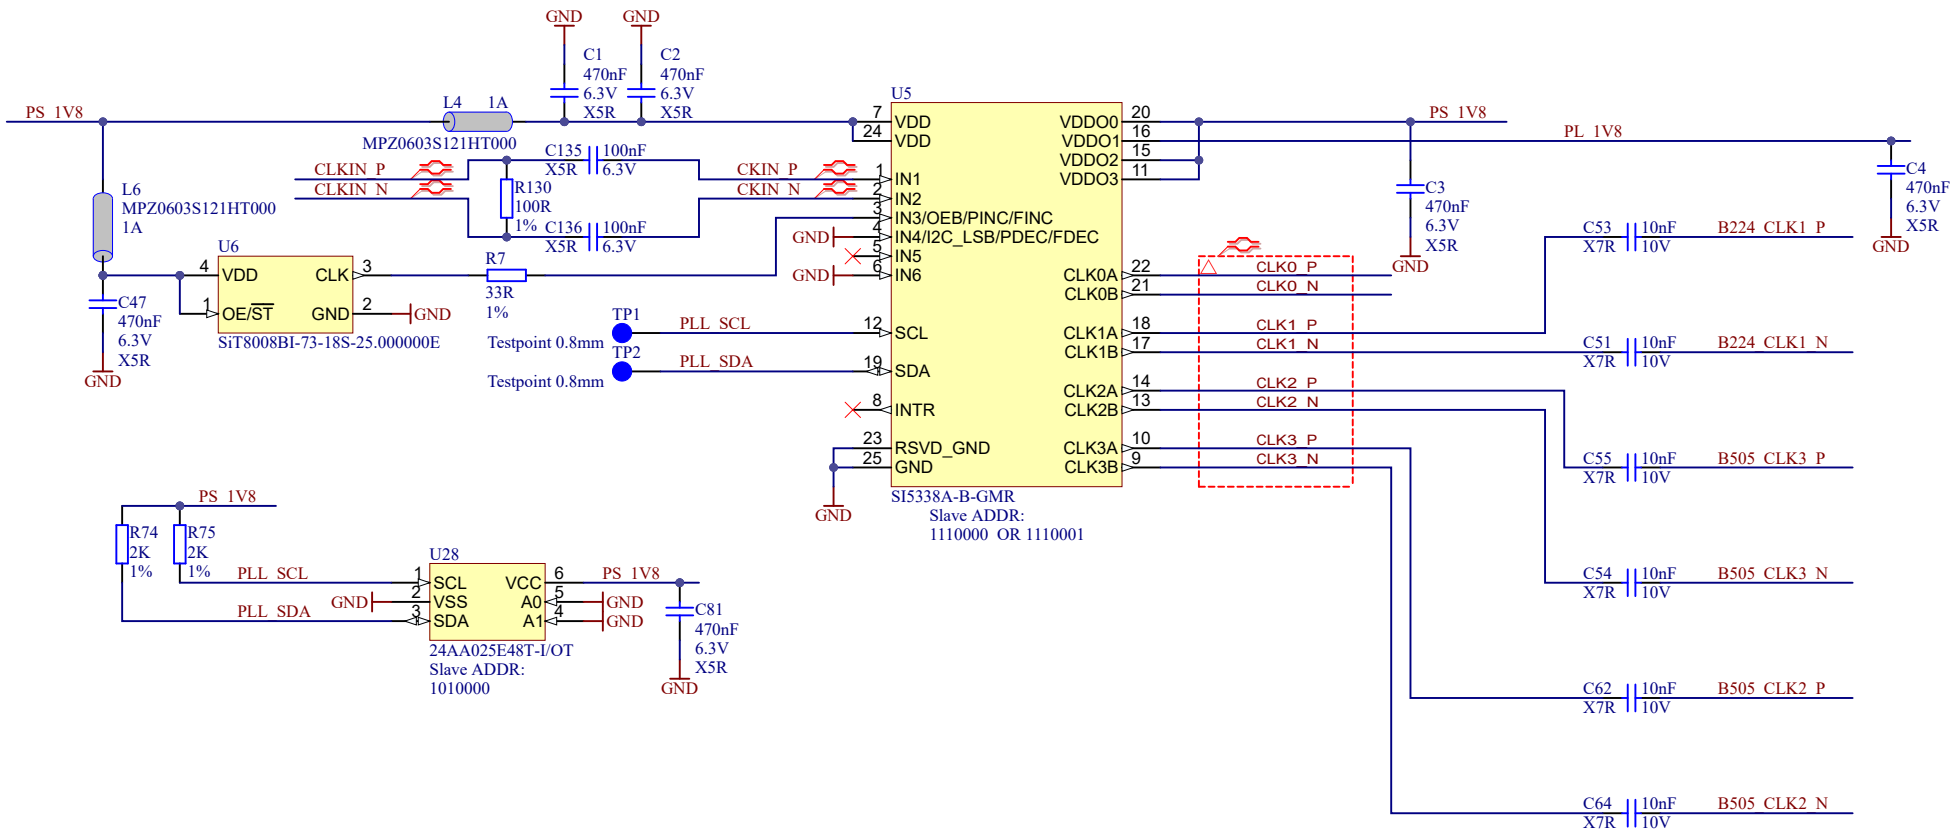 GND
GND
C1
470nF
6.3V
X5R
C2
470nF
6.3V
X5R
PS_1V8
L4 1A
MPZ0603S121HT000
L6
MPZ0603S121HT000
1A
CLKIN_P
CLKIN_N
C135 100nF
X5R 6.3V
R130
100R
1%
C136 100nF
X5R 6.3V
CKIN_P
CKIN_N
U6
4 VDD
1 OE/ST
CLK 3
GND 2
GND
SiT8008BI-73-18S-25.000000E
C47
470nF
6.3V
X5R
GND
R7
33R
1%
TP1
Testpoint 0.8mm
PLL_SCL
TP2
Testpoint 0.8mm
PLL_SDA
U5
7 VDD
24 VDD
1 IN1
2 IN2
3 IN3/OEB/PINC/FINC
GND 4 IN4/I2C_LSB/PDEC/FDEC
5 IN5
GND 6 IN6
12 SCL
19 SDA
8 INTR
23 RSVD_GND
25 GND
GND
VDDO0 20
VDDO1 16
VDDO2 15
VDDO3 11
CLK0A 22
CLK0B 21
CLK1A 18
CLK1B 17
CLK2A 14
CLK2B 13
CLK3A 10
CLK3B 9
SI5338A-B-GMR
Slave ADDR:
1110000 OR 1110001
CLK0_P
CLK0_N
CLK1_P
CLK1_N
CLK2_P
CLK2_N
CLK3_P
CLK3_N
PS_1V8
PL_1V8
C3
470nF
6.3V
X5R
GND
C4
470nF
6.3V
X5R
GND
C53 10nF
X7R 10V
B224_CLK1_P
C51 10nF
X7R 10V
B224_CLK1_N
C55 10nF
X7R 10V
B505_CLK3_P
C54 10nF
X7R 10V
B505_CLK3_N
C62 10nF
X7R 10V
B505_CLK2_P
C64 10nF
X7R 10V
B505_CLK2_N
PS_1V8
R74
2K
1%
R75
2K
1%
PLL_SCL
GND
PLL_SDA
U28
1 SCL
2 VSS
3 SDA
VCC 6
A0 5
A1 4
PS_1V8
GND
GND
24AA025E48T-I/OT
Slave ADDR:
1010000
C81
470nF
6.3V
X5R
GND